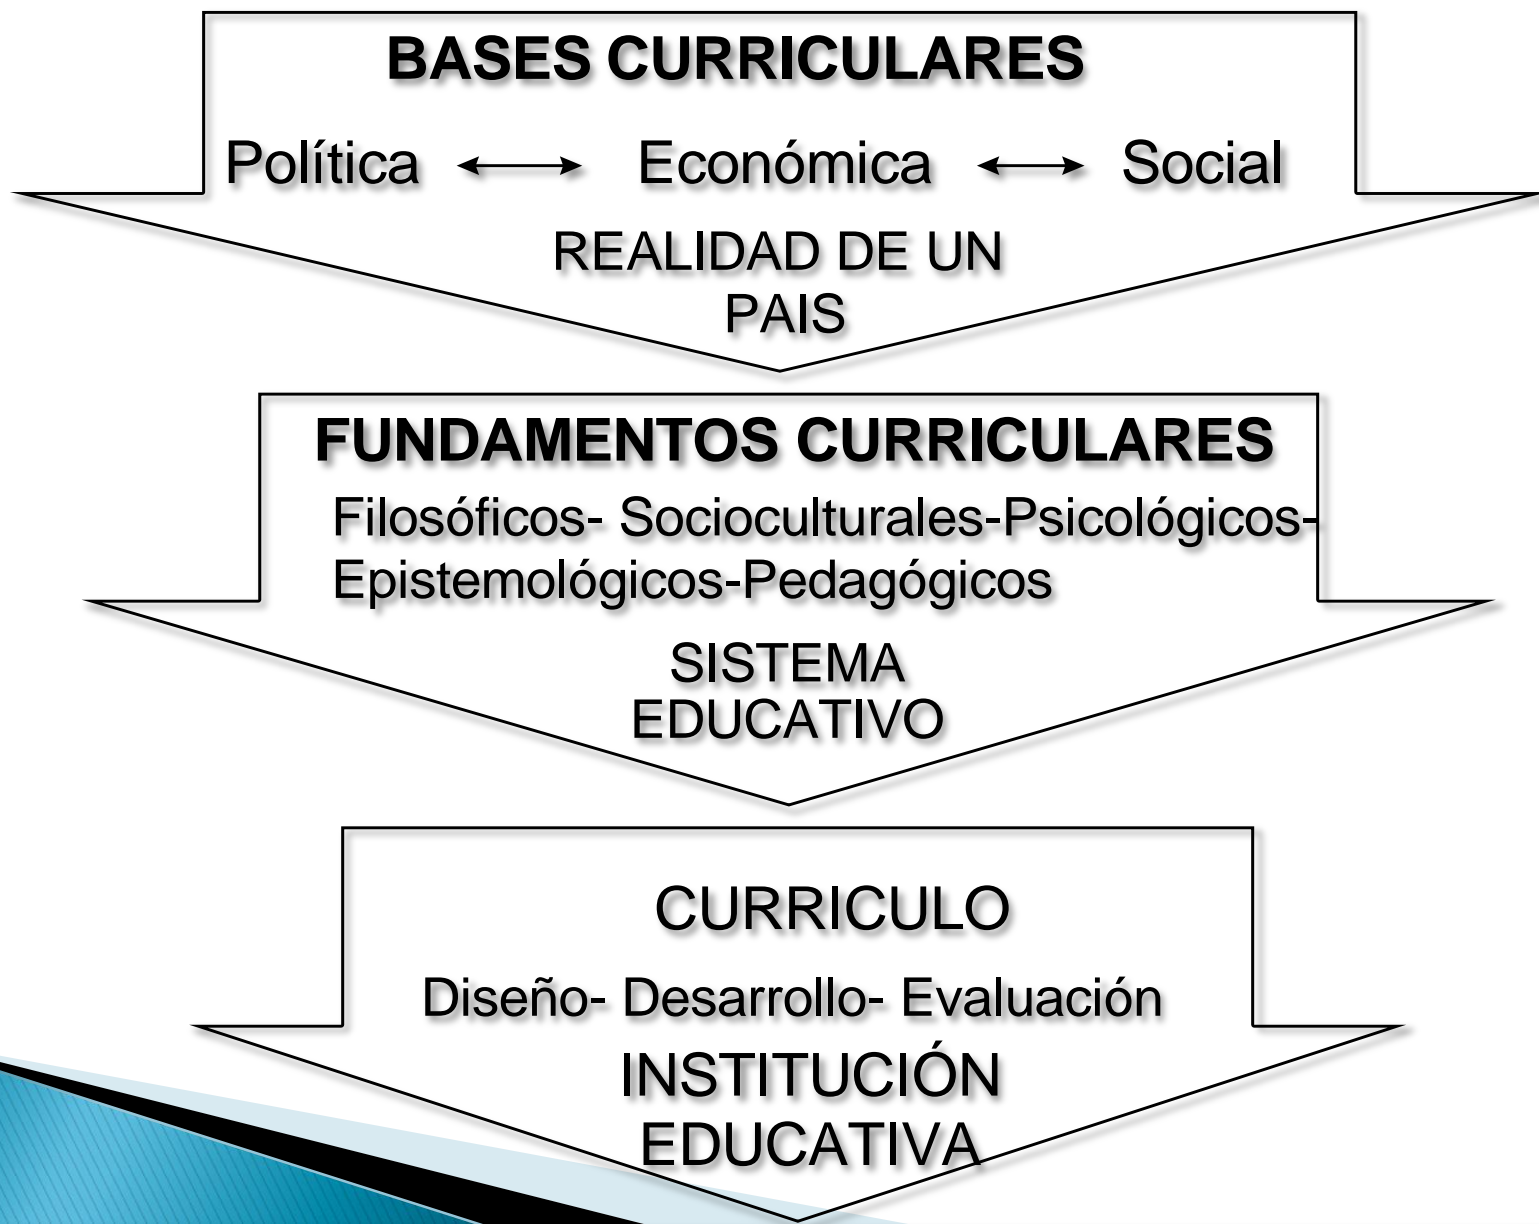 BASES CURRICULARES
Política Económica Social
REALIDAD DE UN
PAIS
FUNDAMENTOS CURRICULARES
Filosóficos- Socioculturales-Psicológicos-
Epistemológicos-Pedagógicos
SISTEMA
EDUCATIVO
CURRICULO
Diseño- Desarrollo- Evaluación
INSTITUCIÓN
EDUCATIVA